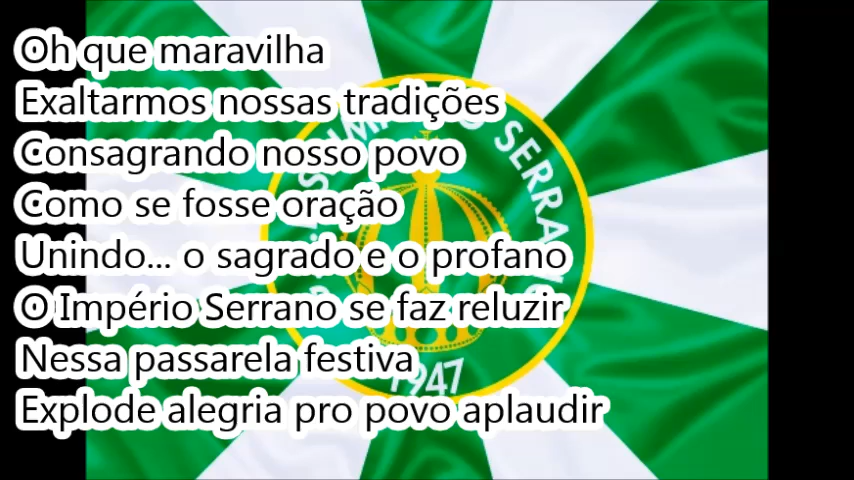 Oh que maravilha
Exaltarmos nossas tradições
Consagrando nosso povo
Como se fosse oração
Unindo... o sagrado e o profano
O Império Serrano se faz reluzir
Nessa passarela festiva
Explode alegria pro povo aplaudir
1947